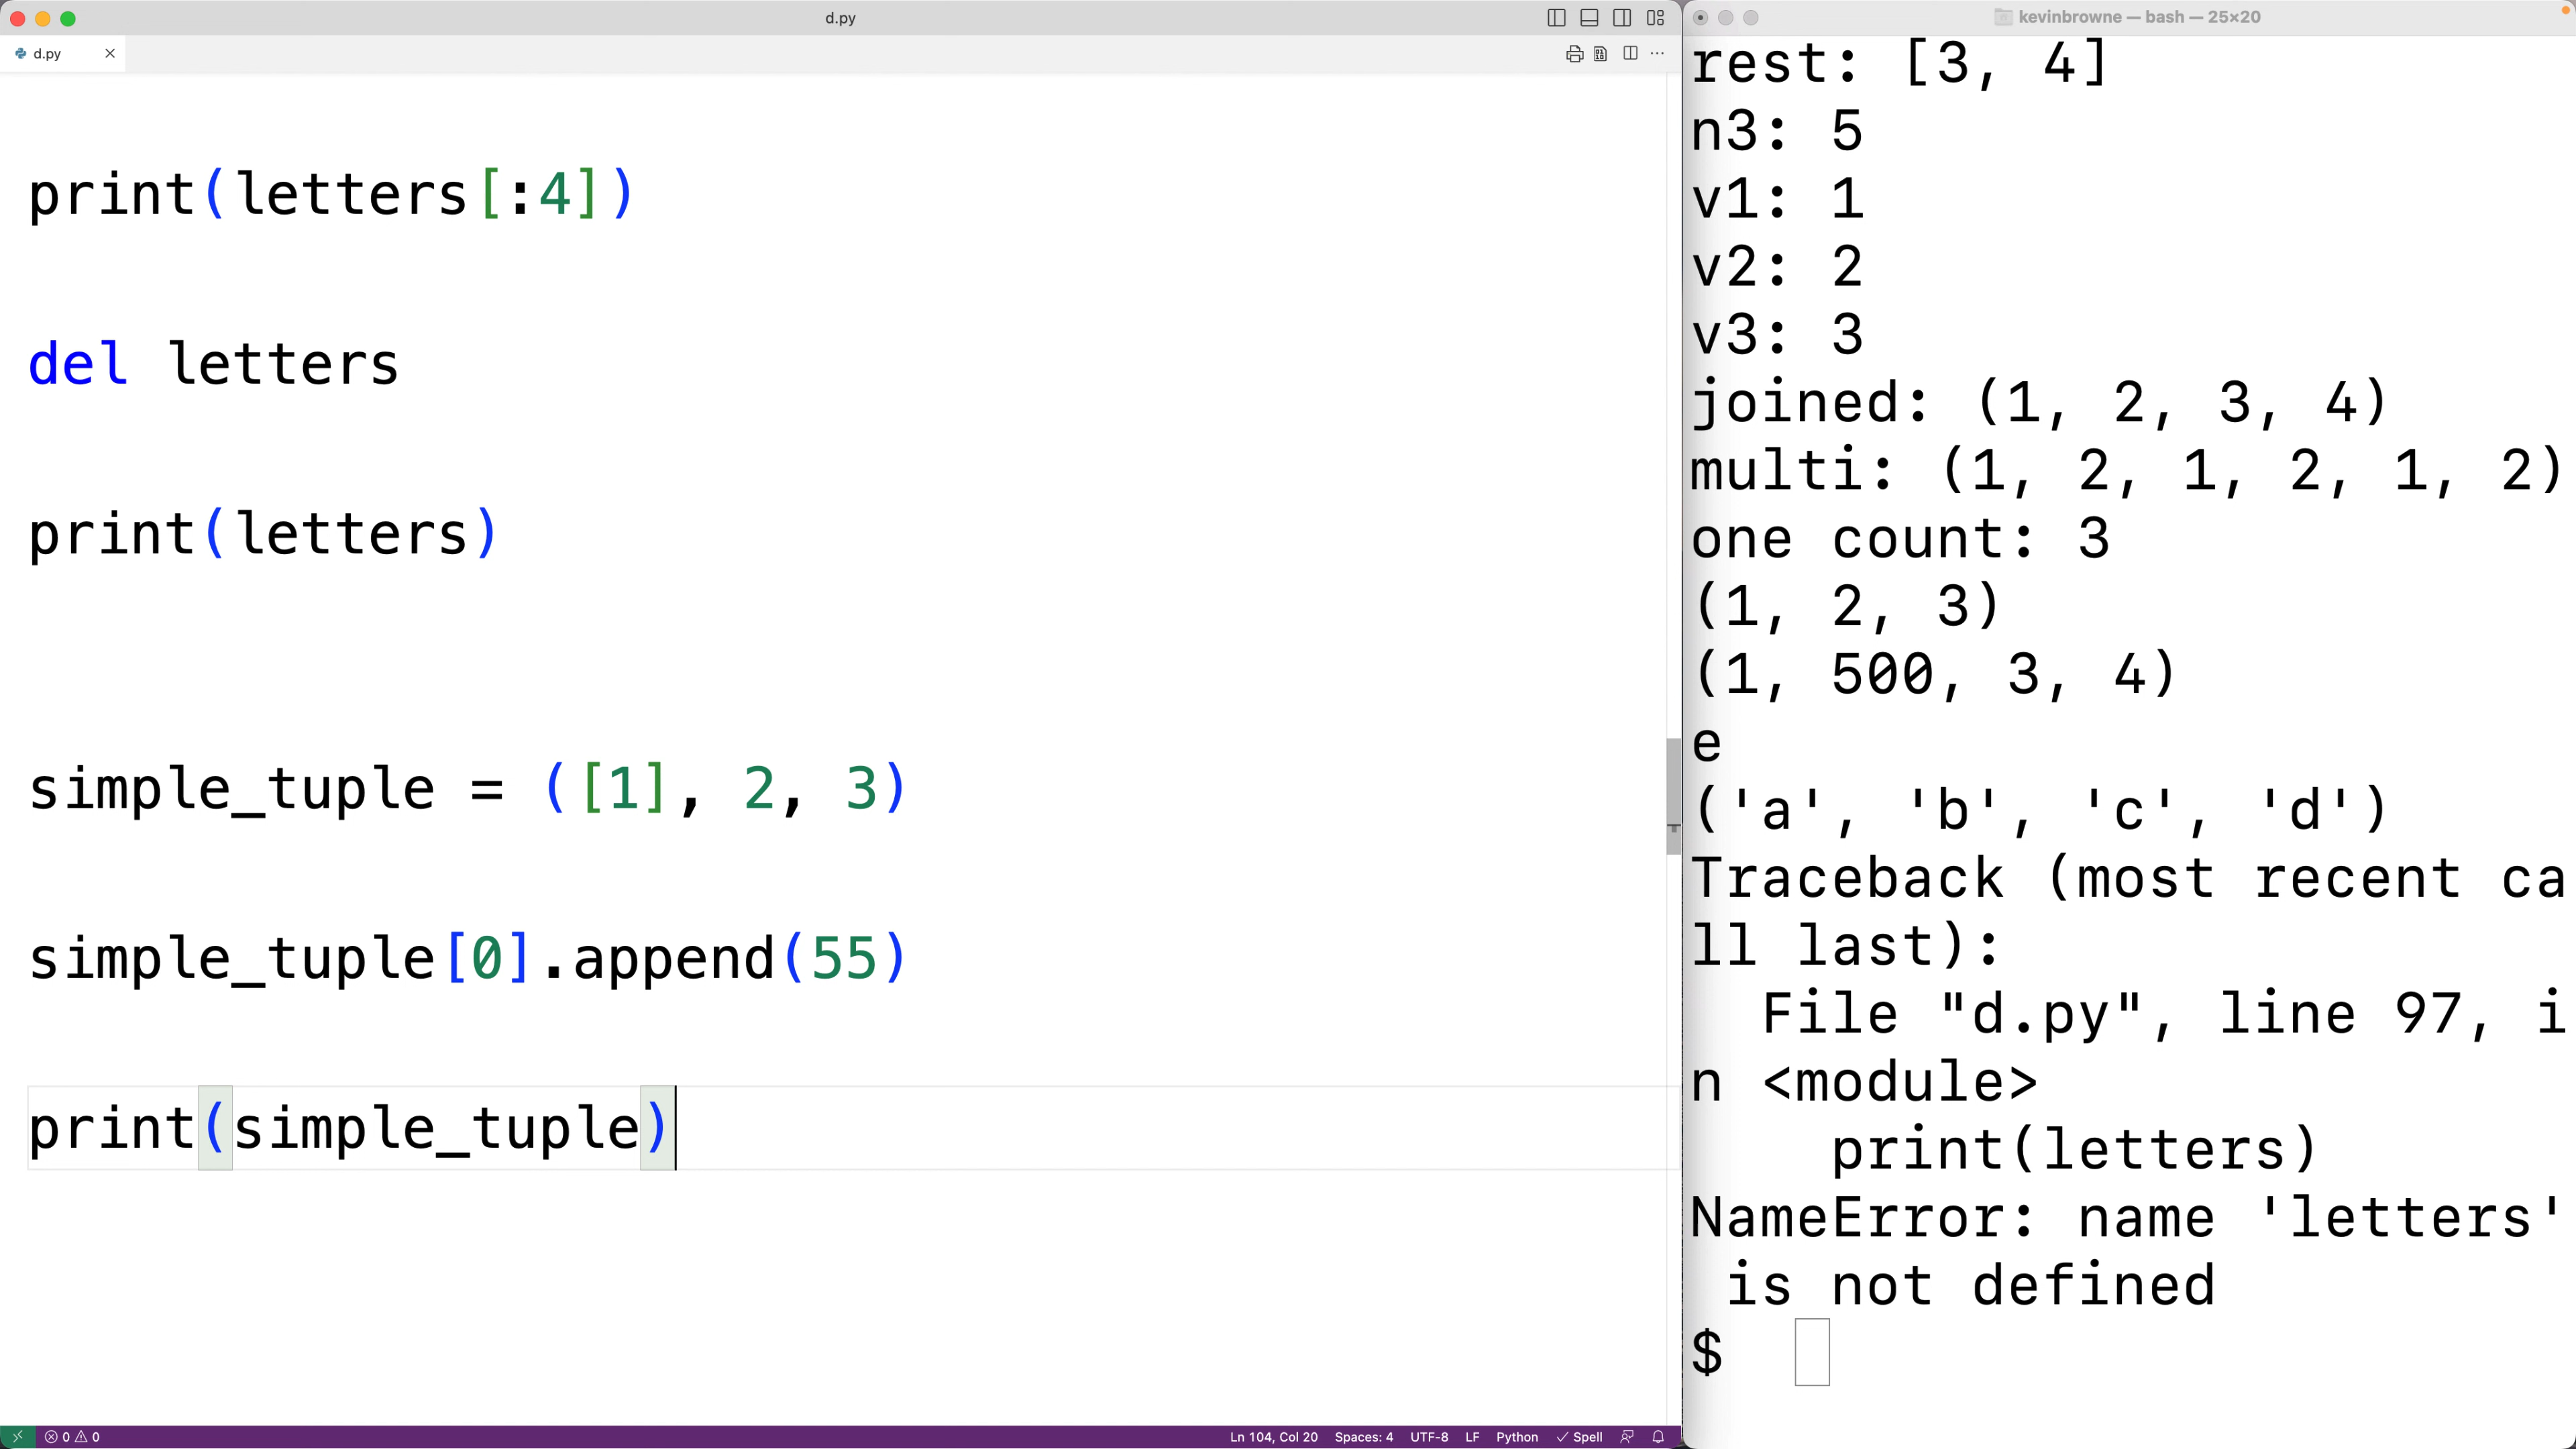 d.py
d.py
print(letters[:4])
del letters
print(letters)
simple_tuple = ([1], 2, 3)
simple_tuple[0].append(55)
print(simple_tuple)
0 0
Ln 104, Col 20 Spaces: 4 UTF-8 LF Python Spell
kevinbrowne — bash — 25×20
rest: [3, 4]
n3: 5
v1: 1
v2: 2
v3: 3
joined: (1, 2, 3, 4)
multi: (1, 2, 1, 2, 1, 2)
one count: 3
(1, 2, 3)
(1, 500, 3, 4)
e
('a', 'b', 'c', 'd')
Traceback (most recent ca
ll last):
  File "d.py", line 97, i
n <module>
    print(letters)
NameError: name 'letters'
 is not defined
$